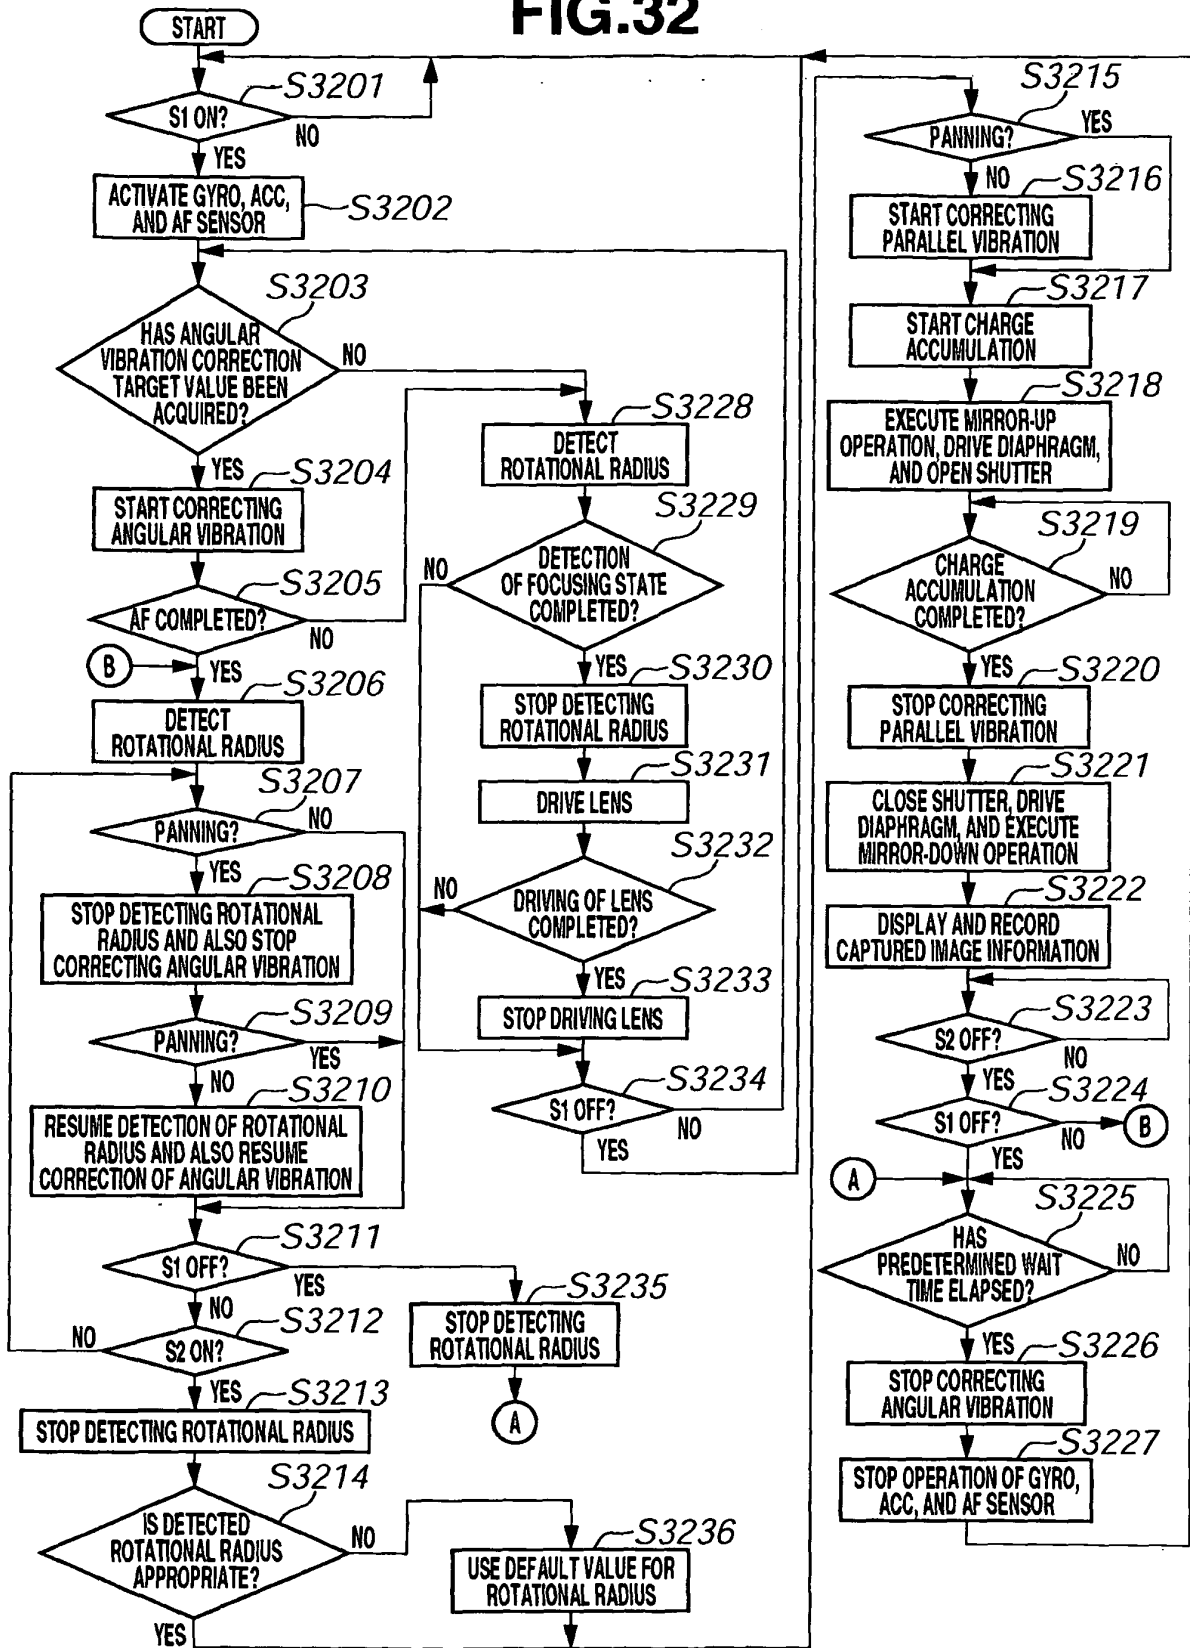 FIG.32
START
S3201
S1 ON?
NO
YES
ACTIVATE GYRO, ACC,
AND AF SENSOR
S3202
S3203
HAS ANGULAR
VIBRATION CORRECTION
TARGET VALUE BEEN
ACQUIRED?
NO
YES
S3204
START CORRECTING
ANGULAR VIBRATION
S3205
AF COMPLETED?
NO
B
YES
S3206
DETECT
ROTATIONAL RADIUS
S3207
PANNING?
NO
YES
S3208
STOP DETECTING ROTATIONAL
RADIUS AND ALSO STOP
CORRECTING ANGULAR VIBRATION
S3209
PANNING?
YES
NO
S3210
RESUME DETECTION OF ROTATIONAL
RADIUS AND ALSO RESUME
CORRECTION OF ANGULAR VIBRATION
S3211
S1 OFF?
YES
NO
S3212
NO
S2 ON?
YES
S3213
STOP DETECTING ROTATIONAL RADIUS
S3214
IS DETECTED
ROTATIONAL RADIUS
APPROPRIATE?
NO
YES
S3228
DETECT
ROTATIONAL RADIUS
S3229
NO
DETECTION
OF FOCUSING STATE
COMPLETED?
YES
S3230
STOP DETECTING
ROTATIONAL RADIUS
S3231
DRIVE LENS
S3232
NO
DRIVING OF LENS
COMPLETED?
YES
S3233
STOP DRIVING LENS
S3234
S1 OFF?
NO
YES
S3235
STOP DETECTING
ROTATIONAL RADIUS
A
S3236
USE DEFAULT VALUE FOR
ROTATIONAL RADIUS
S3215
PANNING?
YES
NO
S3216
START CORRECTING
PARALLEL VIBRATION
S3217
START CHARGE
ACCUMULATION
S3218
EXECUTE MIRROR-UP
OPERATION, DRIVE DIAPHRAGM,
AND OPEN SHUTTER
S3219
CHARGE
ACCUMULATION
COMPLETED?
NO
YES
S3220
STOP CORRECTING
PARALLEL VIBRATION
S3221
CLOSE SHUTTER, DRIVE
DIAPHRAGM, AND EXECUTE
MIRROR-DOWN OPERATION
S3222
DISPLAY AND RECORD
CAPTURED IMAGE INFORMATION
S3223
S2 OFF?
NO
YES
S3224
S1 OFF?
NO
B
YES
A
S3225
HAS
PREDETERMINED WAIT
TIME ELAPSED?
NO
YES
S3226
STOP CORRECTING
ANGULAR VIBRATION
S3227
STOP OPERATION OF GYRO,
ACC, AND AF SENSOR